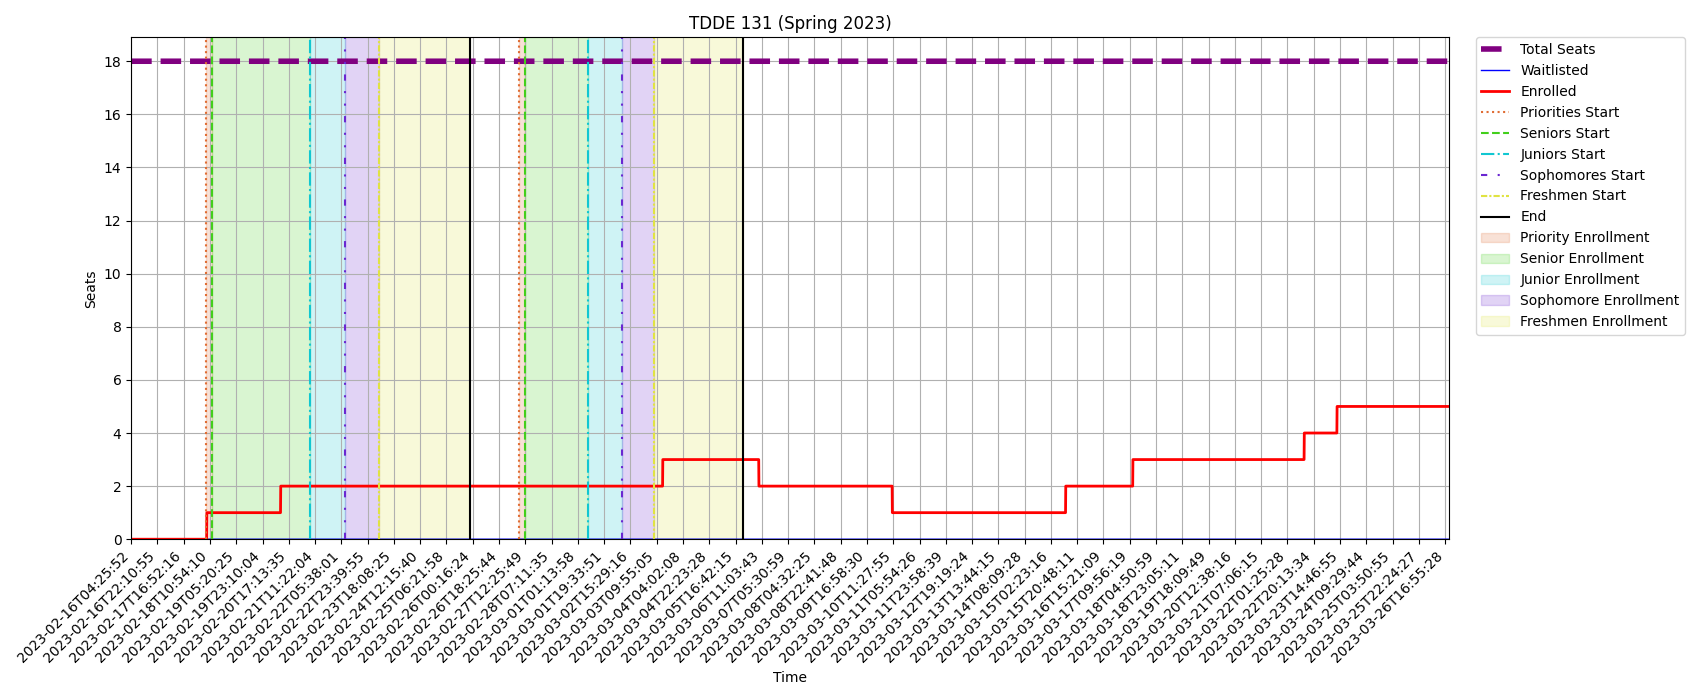 TDDE 131 (Spring 2023)
Seats
18
16
14
12
10
8
6
4
2
0
2023-02-16T04:25:52
2023-02-16T22:10:55
2023-02-17T16:52:16
2023-02-18T10:54:10
2023-02-19T05:20:25
2023-02-19T23:10:04
2023-02-20T17:13:35
2023-02-21T11:22:04
2023-02-22T05:38:01
2023-02-22T23:39:55
2023-02-23T18:08:25
2023-02-24T12:15:40
2023-02-25T06:21:58
2023-02-26T00:16:24
2023-02-26T18:25:44
2023-02-27T12:25:49
2023-02-28T07:11:35
2023-03-01T01:13:58
2023-03-01T19:33:51
2023-03-02T15:29:16
2023-03-03T09:55:05
2023-03-04T04:02:08
2023-03-04T22:23:28
2023-03-05T16:42:15
2023-03-06T11:03:43
2023-03-07T05:30:59
2023-03-08T04:32:25
2023-03-08T22:41:48
2023-03-09T16:58:30
2023-03-10T11:27:55
2023-03-11T05:54:26
2023-03-11T23:58:39
2023-03-12T19:19:24
2023-03-13T13:44:15
2023-03-14T08:09:28
2023-03-15T02:23:16
2023-03-15T20:48:11
2023-03-16T15:21:09
2023-03-17T09:56:19
2023-03-18T04:50:59
2023-03-18T23:05:11
2023-03-19T18:09:49
2023-03-20T12:38:16
2023-03-21T07:06:15
2023-03-22T01:25:28
2023-03-22T20:13:34
2023-03-23T14:46:55
2023-03-24T09:29:44
2023-03-25T03:50:55
2023-03-25T22:24:27
2023-03-26T16:55:28
Time
Total Seats
Waitlisted
Enrolled
Priorities Start
Seniors Start
Juniors Start
Sophomores Start
Freshmen Start
End
Priority Enrollment
Senior Enrollment
Junior Enrollment
Sophomore Enrollment
Freshmen Enrollment